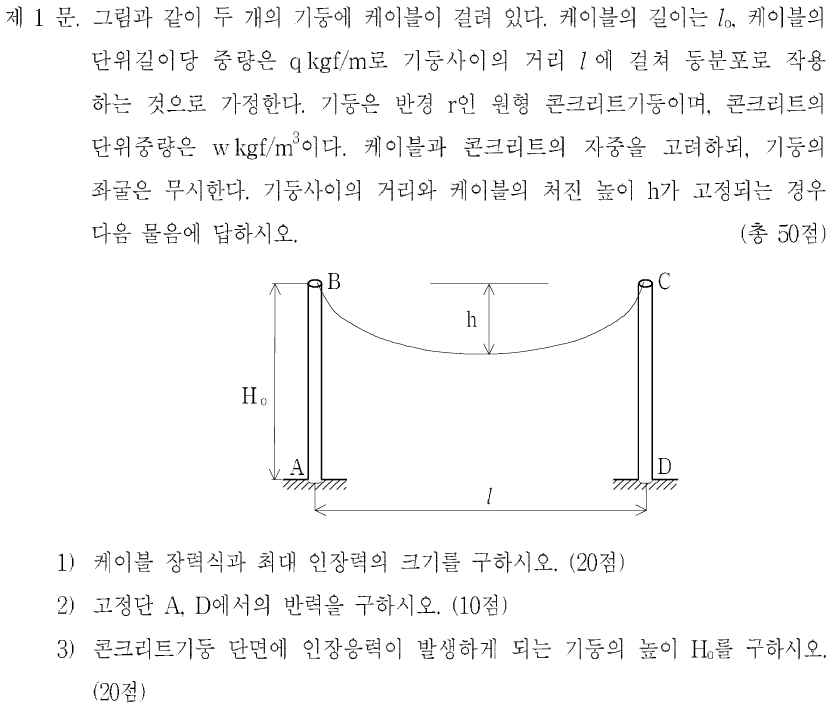 제 1 문. 그림과 같이 두 개의 기둥에 케이블이 걸려 있다. 케이블의 길이는 l₀, 케이블의
단위길이당 중량은 q kgf/m로 기둥사이의 거리 l 에 걸쳐 등분포로 작용
하는 것으로 가정한다. 기둥은 반경 r인 원형 콘크리트기둥이며, 콘크리트의
단위중량은 w kgf/m³이다. 케이블과 콘크리트의 자중을 고려하되, 기둥의
좌굴은 무시한다. 기둥사이의 거리와 케이블의 처진 높이 h가 고정되는 경우
다음 물음에 답하시오. (총 50점)
B
C
h
H₀
A
D
l
1) 케이블 장력식과 최대 인장력의 크기를 구하시오. (20점)
2) 고정단 A, D에서의 반력을 구하시오. (10점)
3) 콘크리트기둥 단면에 인장응력이 발생하게 되는 기둥의 높이 H₀를 구하시오.
(20점)